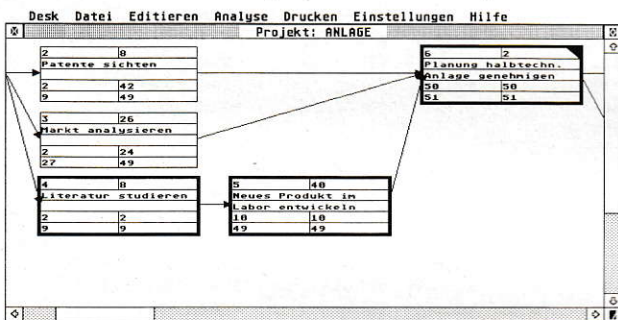 Desk Datei Editieren Analyse Drucken Einstellungen Hilfe
Projekt: ANLAGE
2 8
Patente sichten
2 42
9 49
3 26
Markt analysieren
2 24
27 49
4 8
Literatur studieren
2 2
9 9
5 40
Neues Produkt im
Labor entwickeln
10 10
49 49
6 2
Planung halbtechn.
Anlage genehmigen
50 50
51 51